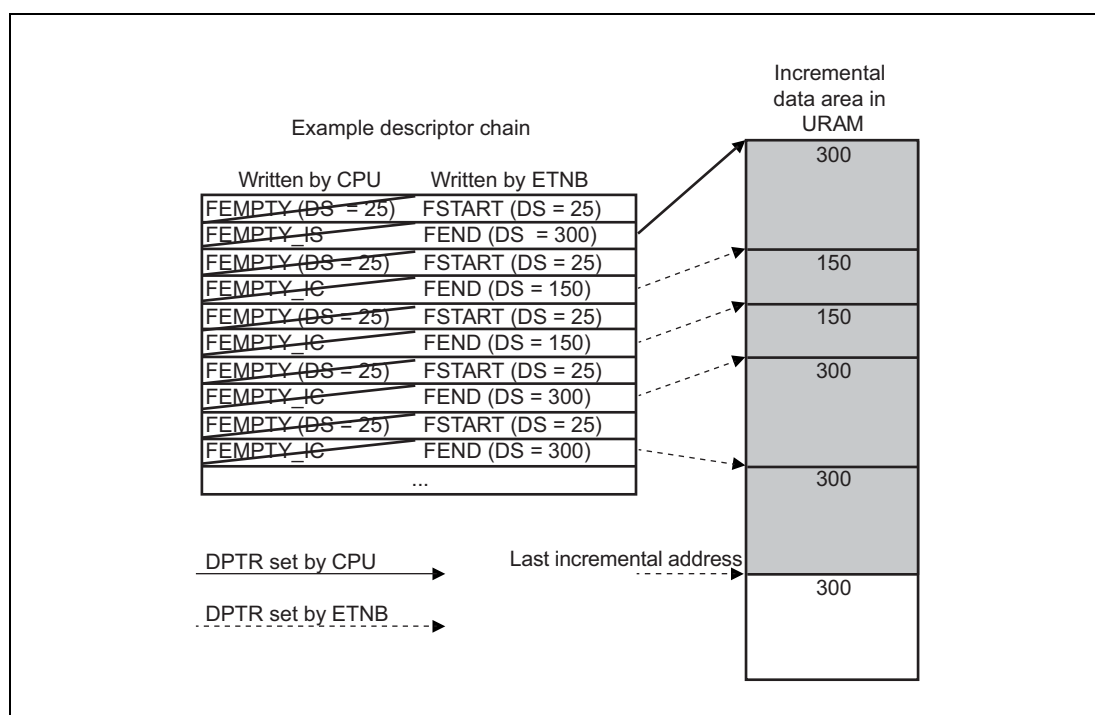 Incremental
data area in
URAM
Example descriptor chain
Written by CPU Written by ETNB
FEMPTY (DS = 25) FSTART (DS = 25)
FEMPTY_IS FEND (DS = 300)
FEMPTY (DS = 25) FSTART (DS = 25)
FEMPTY_IC FEND (DS = 150)
FEMPTY (DS = 25) FSTART (DS = 25)
FEMPTY_IC FEND (DS = 150)
FEMPTY (DS = 25) FSTART (DS = 25)
FEMPTY_IC FEND (DS = 300)
FEMPTY (DS = 25) FSTART (DS = 25)
FEMPTY_IC FEND (DS = 300)
...
300
150
150
300
300
300
DPTR set by CPU
Last incremental address
DPTR set by ETNB